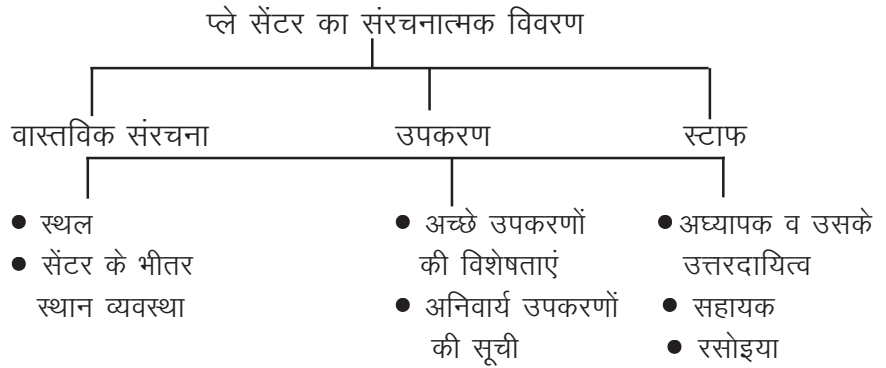 प्ले सेंटर का संरचनात्मक विवरण
वास्तविक संरचना
उपकरण
स्टाफ
● स्थल
● सेंटर के भीतर
स्थान व्यवस्था
● अच्छे उपकरणों
की विशेषताएं
● अनिवार्य उपकरणों
की सूची
● अघ्यापक व उसके
उत्तरदायित्व
● सहायक
● रसोइया